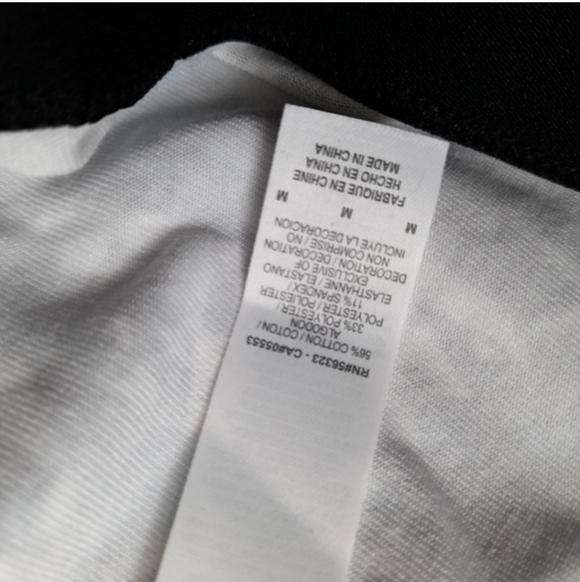 RN#56323 - CA#05553
56% COTTON / COTON /
ALGODON
33% POLYESTER /
POLYESTER / POLIESTER
11% SPANDEX /
ELASTHANNE / ELASTANO
EXCLUSIVE OF
DECORATION / DECORATION
NON COMPRISE / NO
INCLUYE LA DECORACION
M M M
FABRIQUE EN CHINE
HECHO EN CHINA
MADE IN CHINA